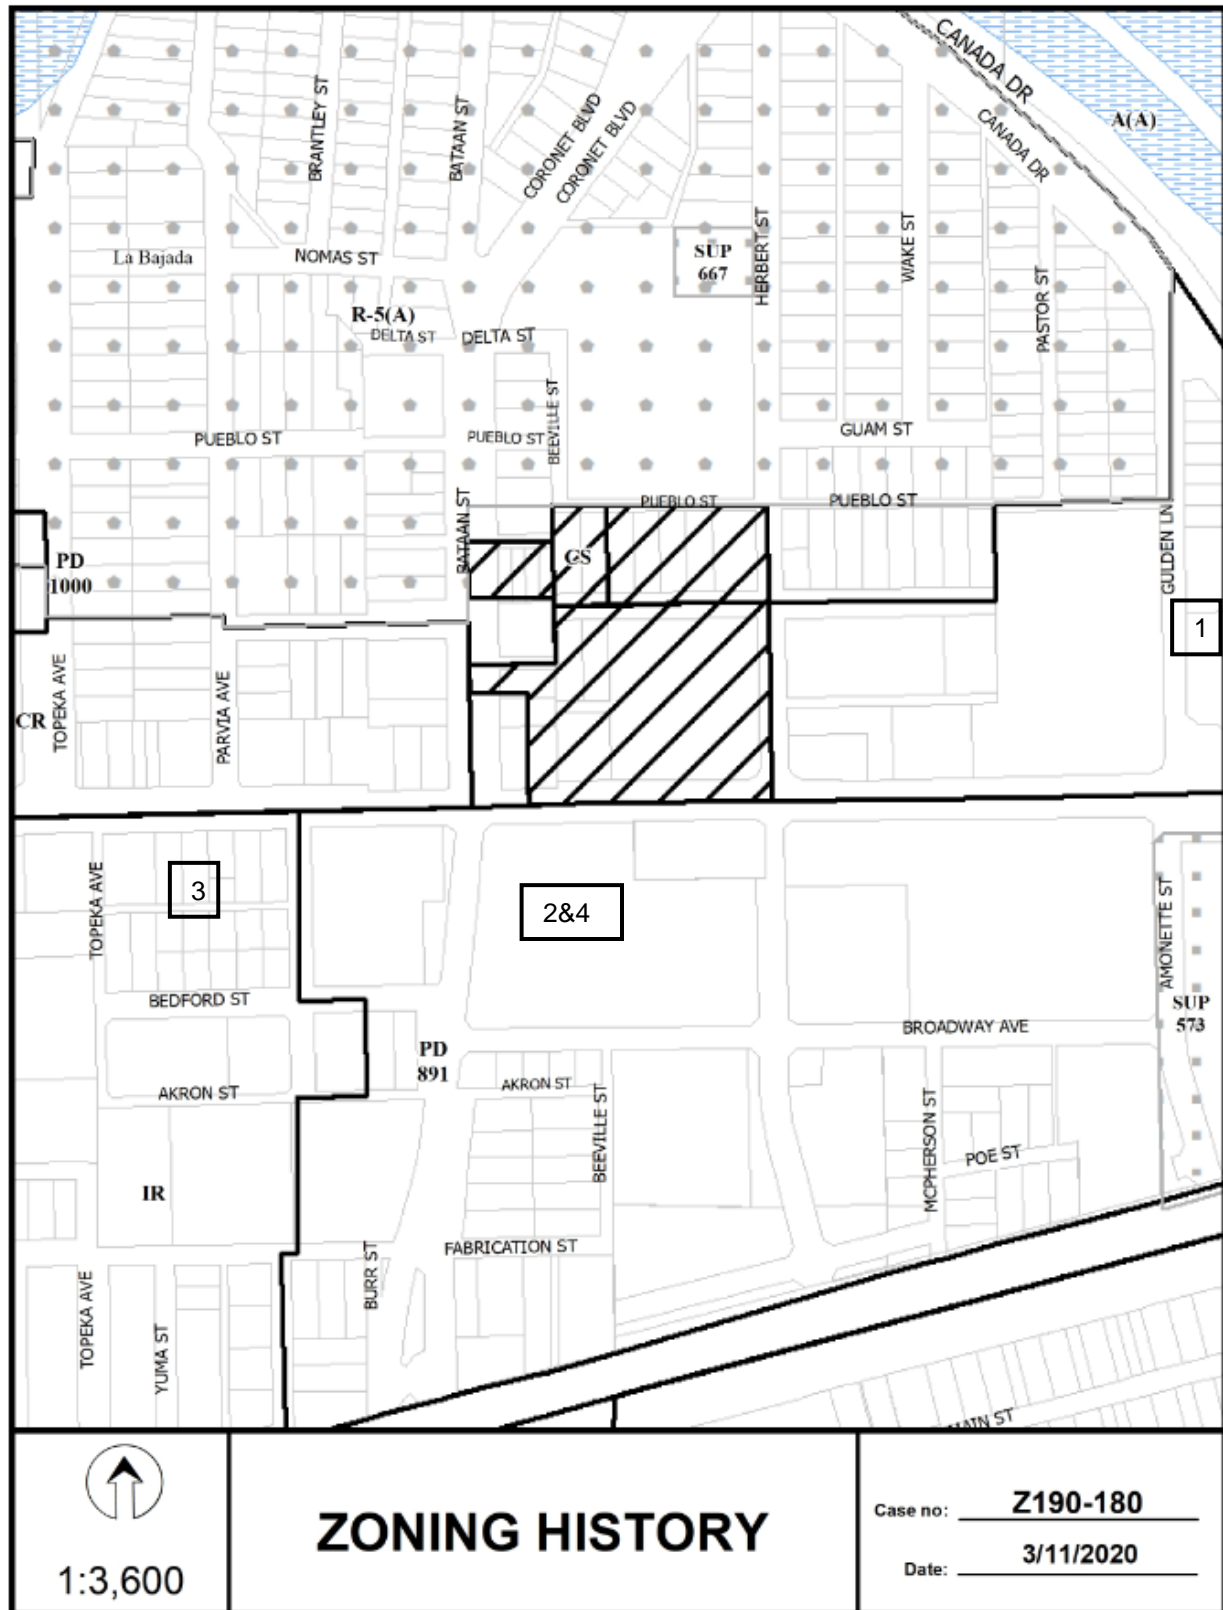 CANADA DR
A(A)
CANADA DR
BRANTLEY ST
BATAAN ST
CORONET BLVD
CORONET BLVD
La Bajada
NOMAS ST
SUP
667
HERBERT ST
WAKE ST
PASTOR ST
R-5(A)
DELTA ST
DELTA ST
BEEVILLE ST
PUEBLO ST
PUEBLO ST
GUAM ST
PUEBLO ST
PUEBLO ST
BATAAN ST
GULDEN LN
PD
1000
CS
1
TOPEKA AVE
PARVIA AVE
CR
3
2&4
TOPEKA AVE
AMONETTE ST
BEDFORD ST
SUP
573
BROADWAY AVE
PD
891
AKRON ST
AKRON ST
BEEVILLE ST
MCPHERSON ST
POE ST
IR
FABRICATION ST
BURR ST
TOPEKA AVE
YUMA ST
MAIN ST
1:3,600
ZONING HISTORY
Case no: Z190-180
Date: 3/11/2020